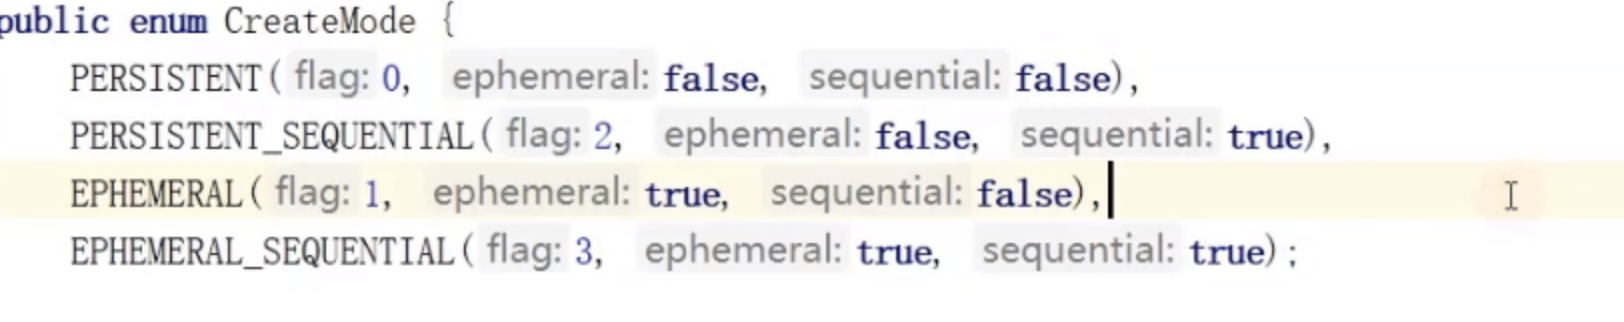 public enum CreateMode {
PERSISTENT( flag: 0, ephemeral: false, sequential: false),
PERSISTENT_SEQUENTIAL( flag: 2, ephemeral: false, sequential: true),
EPHEMERAL( flag: 1, ephemeral: true, sequential: false),
EPHEMERAL_SEQUENTIAL( flag: 3, ephemeral: true, sequential: true);